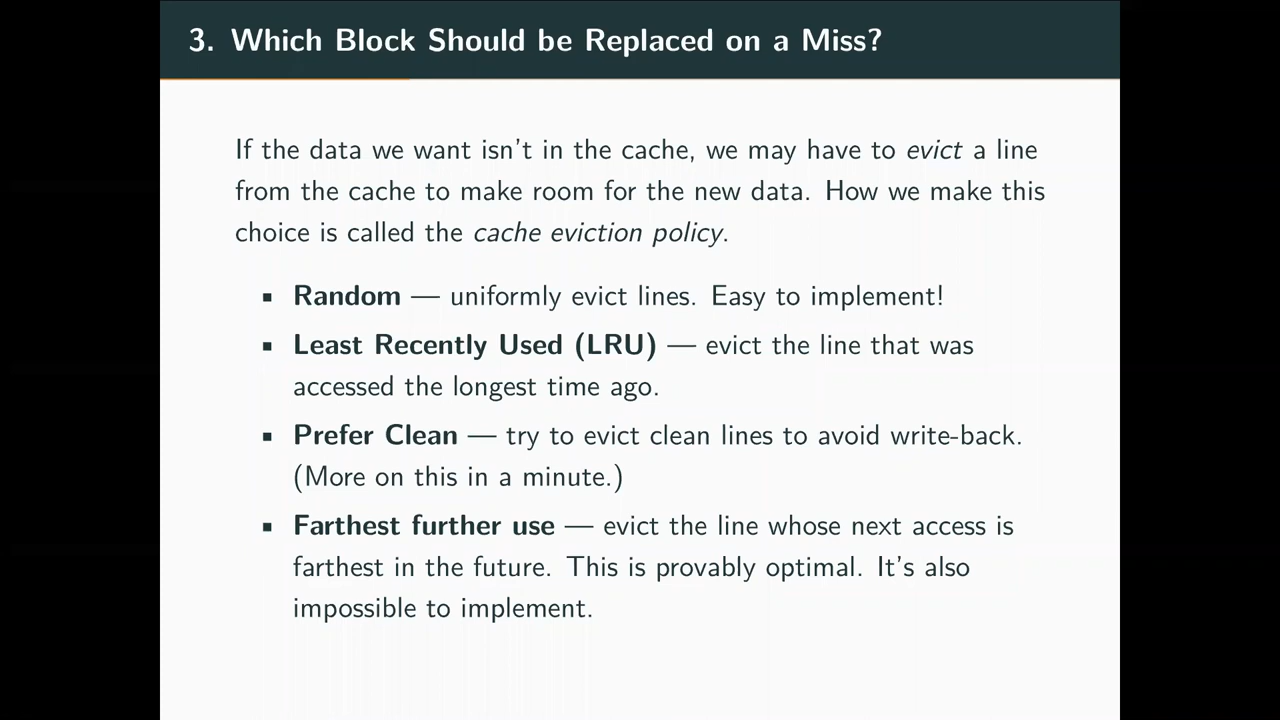 3. Which Block Should be Replaced on a Miss?
If the data we want isn't in the cache, we may have to evict a line
from the cache to make room for the new data. How we make this
choice is called the cache eviction policy.
▪ Random — uniformly evict lines. Easy to implement!
▪ Least Recently Used (LRU) — evict the line that was
accessed the longest time ago.
▪ Prefer Clean — try to evict clean lines to avoid write-back.
(More on this in a minute.)
▪ Farthest further use — evict the line whose next access is
farthest in the future. This is provably optimal. It's also
impossible to implement.